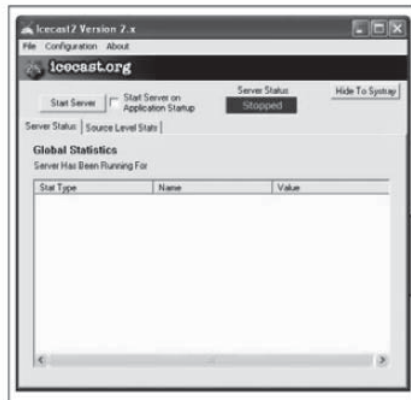 Icecast2 Version 2.x
File Configuration About
icecast.org
Start Server
Start Server on
Application Startup
Server Status
Stopped
Hide To Systray
Server Status Source Level Stats
Global Statistics
Server Has Been Running For
Stat Type Name Value